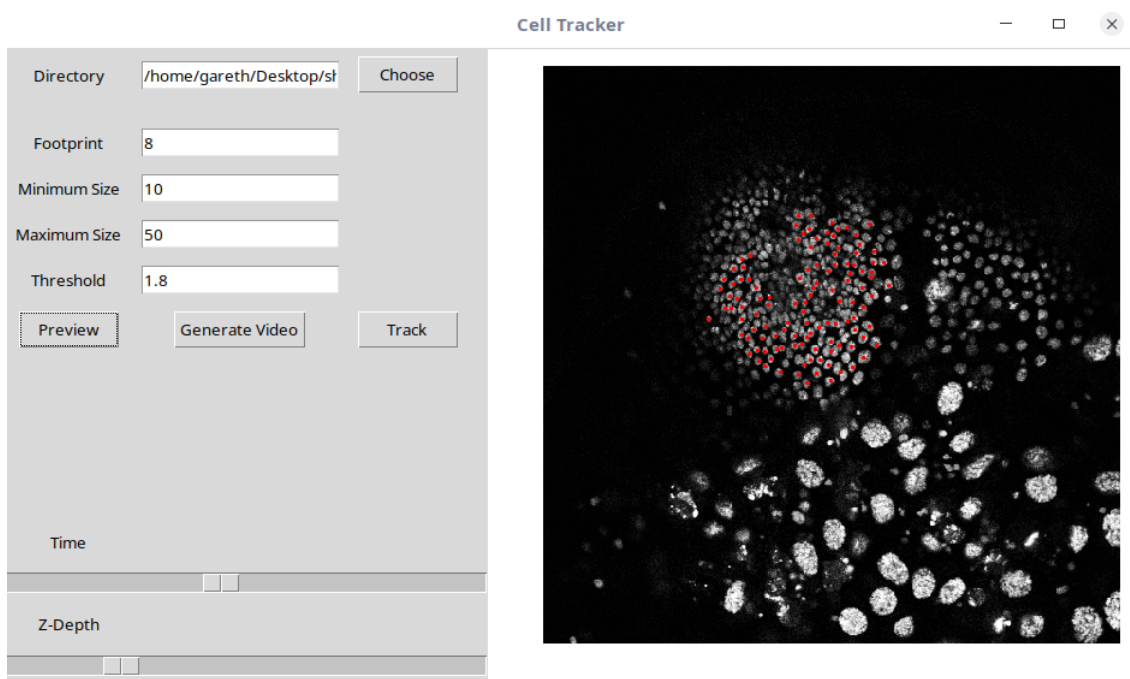 Cell Tracker
Directory /home/gareth/Desktop/sh Choose
Footprint 8
Minimum Size 10
Maximum Size 50
Threshold 1.8
Preview Generate Video Track
Time
Z-Depth